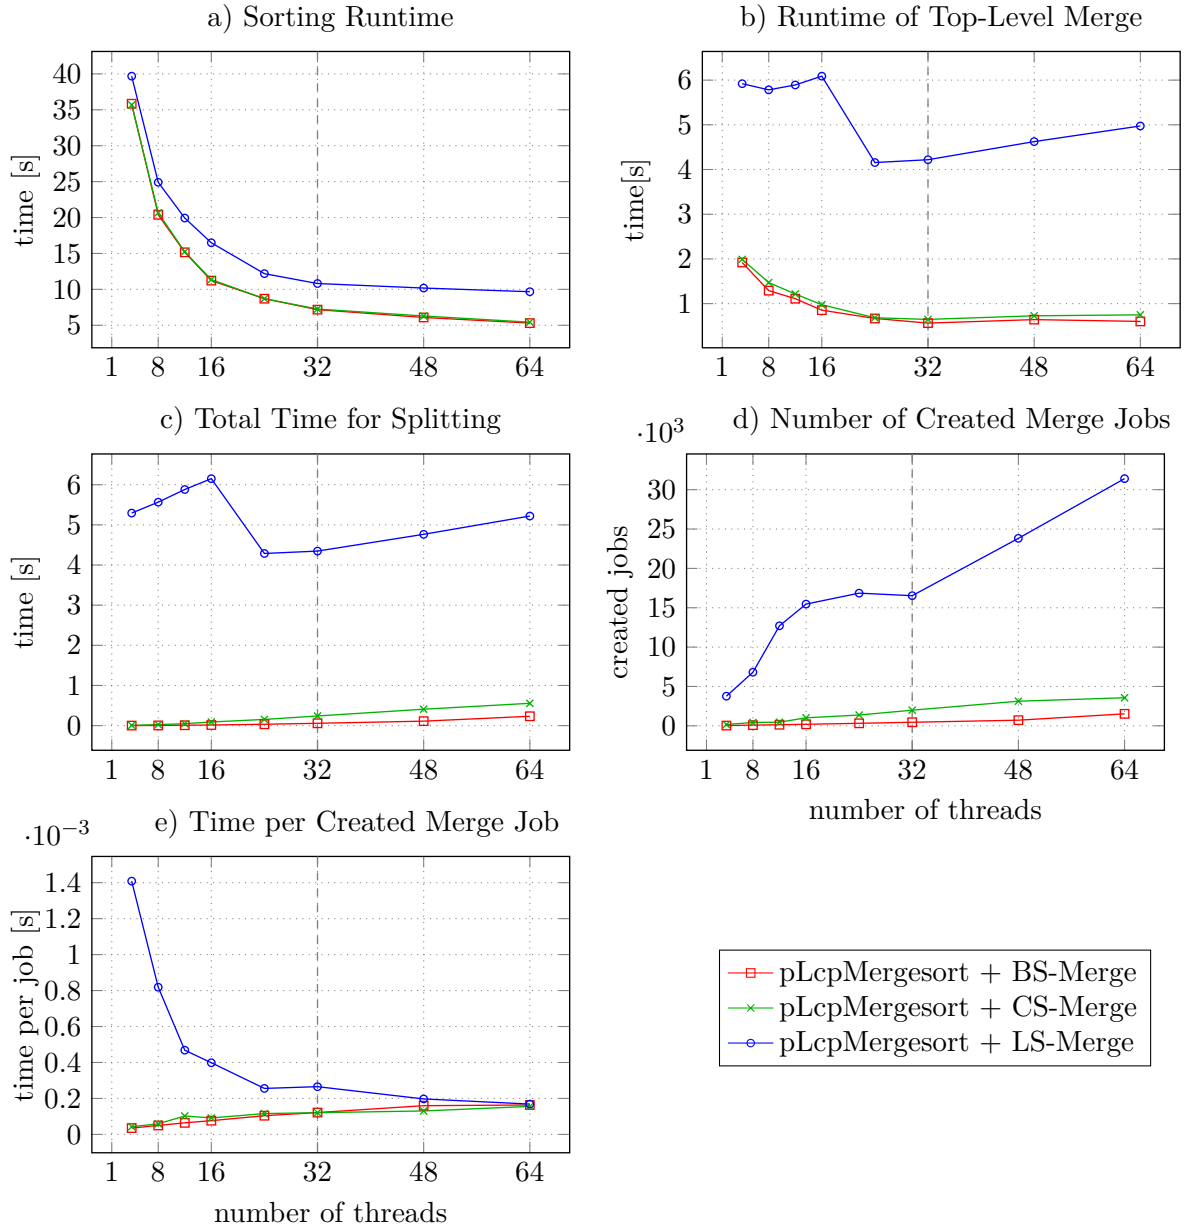 a) Sorting Runtime
time [s]
40
35
30
25
20
15
10
5
1 8 16 32 48 64
b) Runtime of Top-Level Merge
time[s]
6
5
4
3
2
1
1 8 16 32 48 64
c) Total Time for Splitting
time [s]
6
5
4
3
2
1
0
1 8 16 32 48 64
d) Number of Created Merge Jobs
·10³
created jobs
30
25
20
15
10
5
0
1 8 16 32 48 64
number of threads
e) Time per Created Merge Job
·10⁻³
time per job [s]
1.4
1.2
1
0.8
0.6
0.4
0.2
0
1 8 16 32 48 64
number of threads
pLcpMergesort + BS-Merge
pLcpMergesort + CS-Merge
pLcpMergesort + LS-Merge